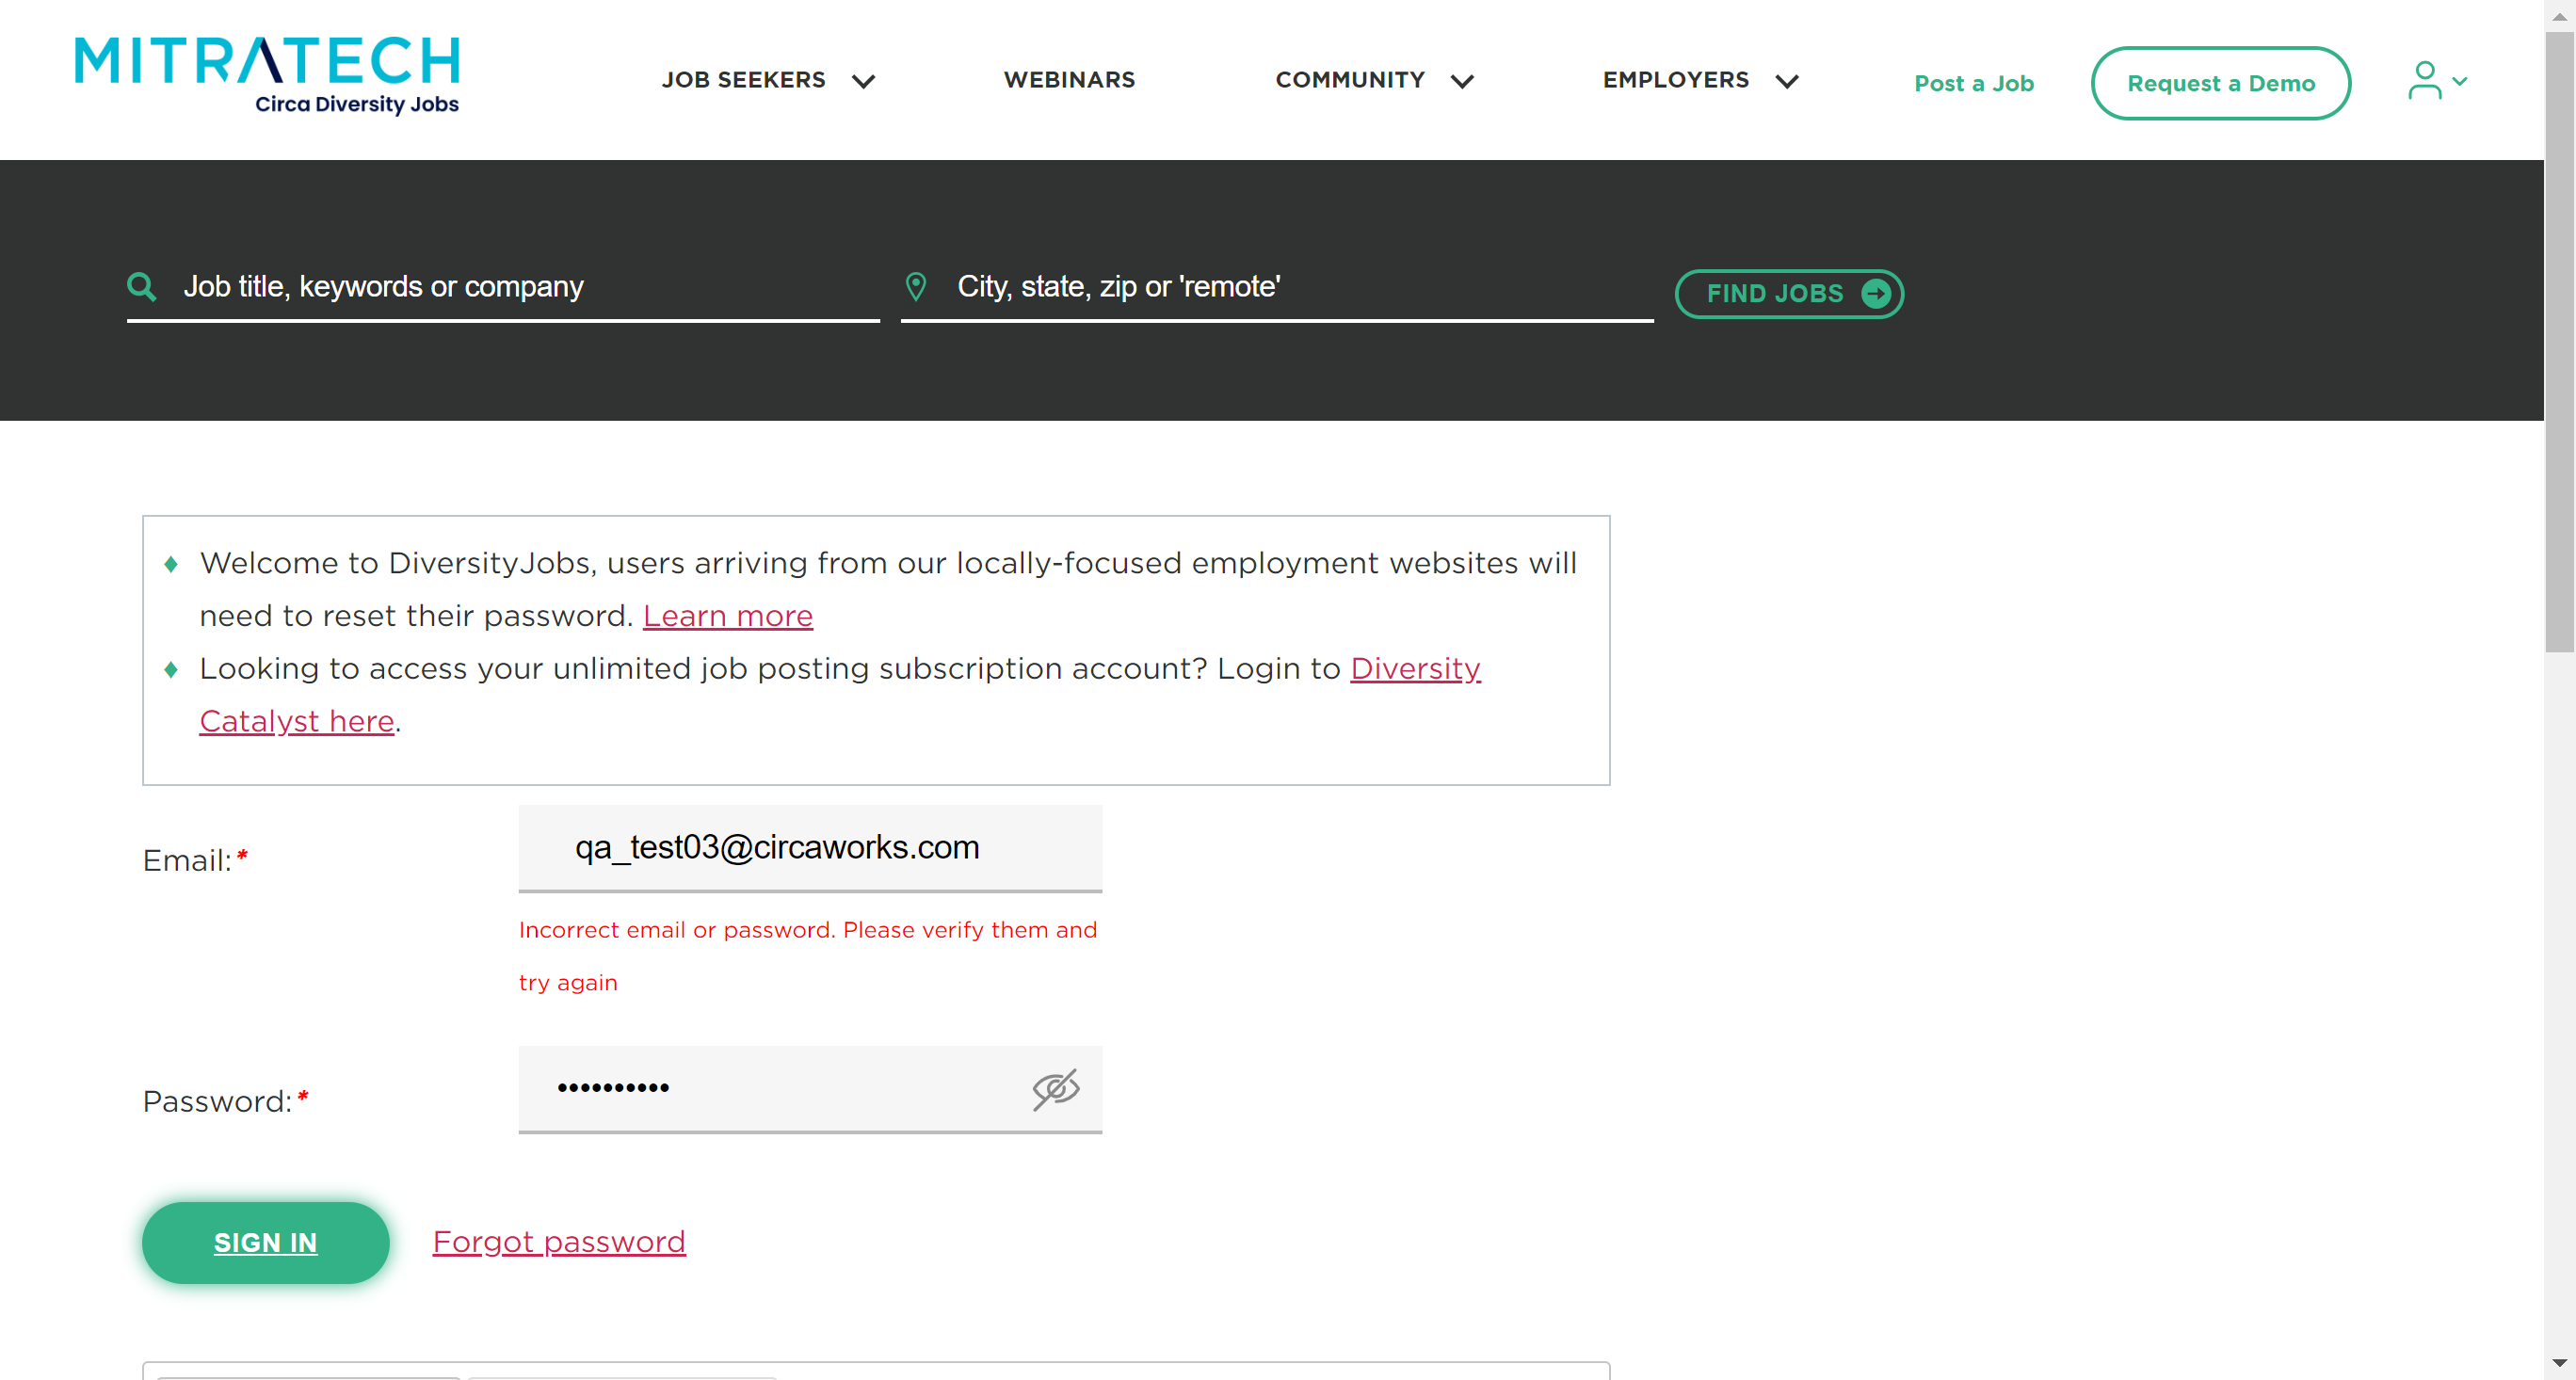 MITRATECH
Circa Diversity Jobs
JOB SEEKERS
WEBINARS
COMMUNITY
EMPLOYERS
Post a Job
Request a Demo
Job title, keywords or company
City, state, zip or 'remote'
FIND JOBS
Welcome to DiversityJobs, users arriving from our locally-focused employment websites will
need to reset their password. Learn more
Looking to access your unlimited job posting subscription account? Login to Diversity
Catalyst here.
Email:*
qa_test03@circaworks.com
Incorrect email or password. Please verify them and
try again
Password:*
••••••••••
SIGN IN
Forgot password